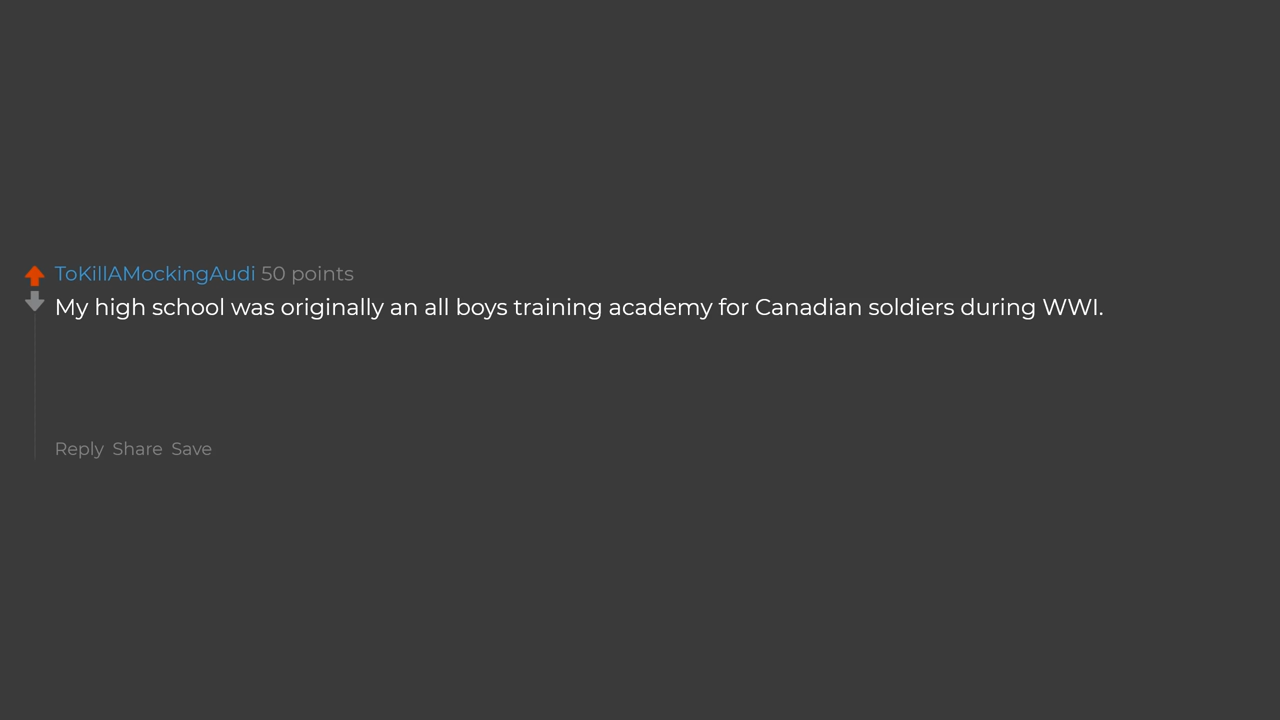 ToKillAMockingAudi 50 points
My high school was originally an all boys training academy for Canadian soldiers during WWI.
Reply Share Save